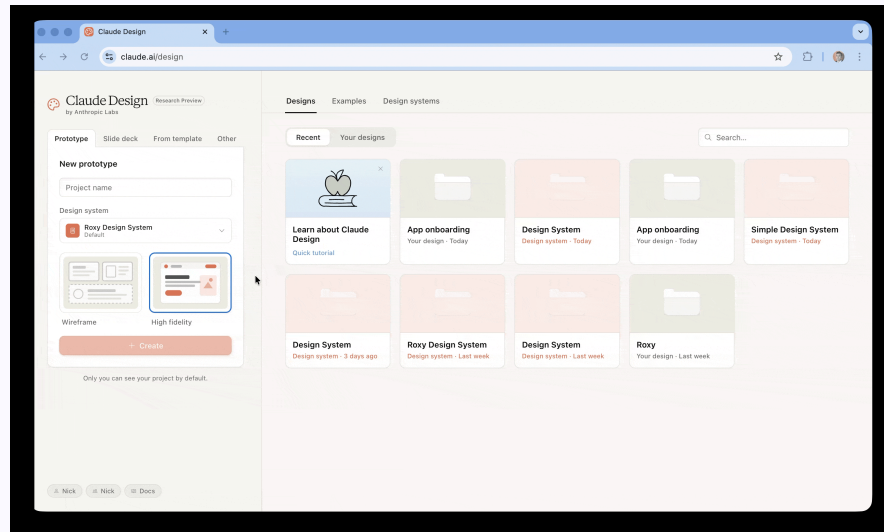 Claude Design
claude.ai/design
Claude Design
Research Preview
by Anthropic Labs
Prototype
Slide deck
From template
Other
New prototype
Project name
Design system
Roxy Design System
Default
Wireframe
High fidelity
+ Create
Only you can see your project by default.
Nick
Nick
Docs
Designs
Examples
Design systems
Recent
Your designs
Search...
Learn about Claude
Design
Quick tutorial
App onboarding
Your design · Today
Design System
Design system · Today
App onboarding
Your design · Today
Simple Design System
Design system · Today
Design System
Design system · 3 days ago
Roxy Design System
Design system · Last week
Design System
Design system · Last week
Roxy
Your design · Last week